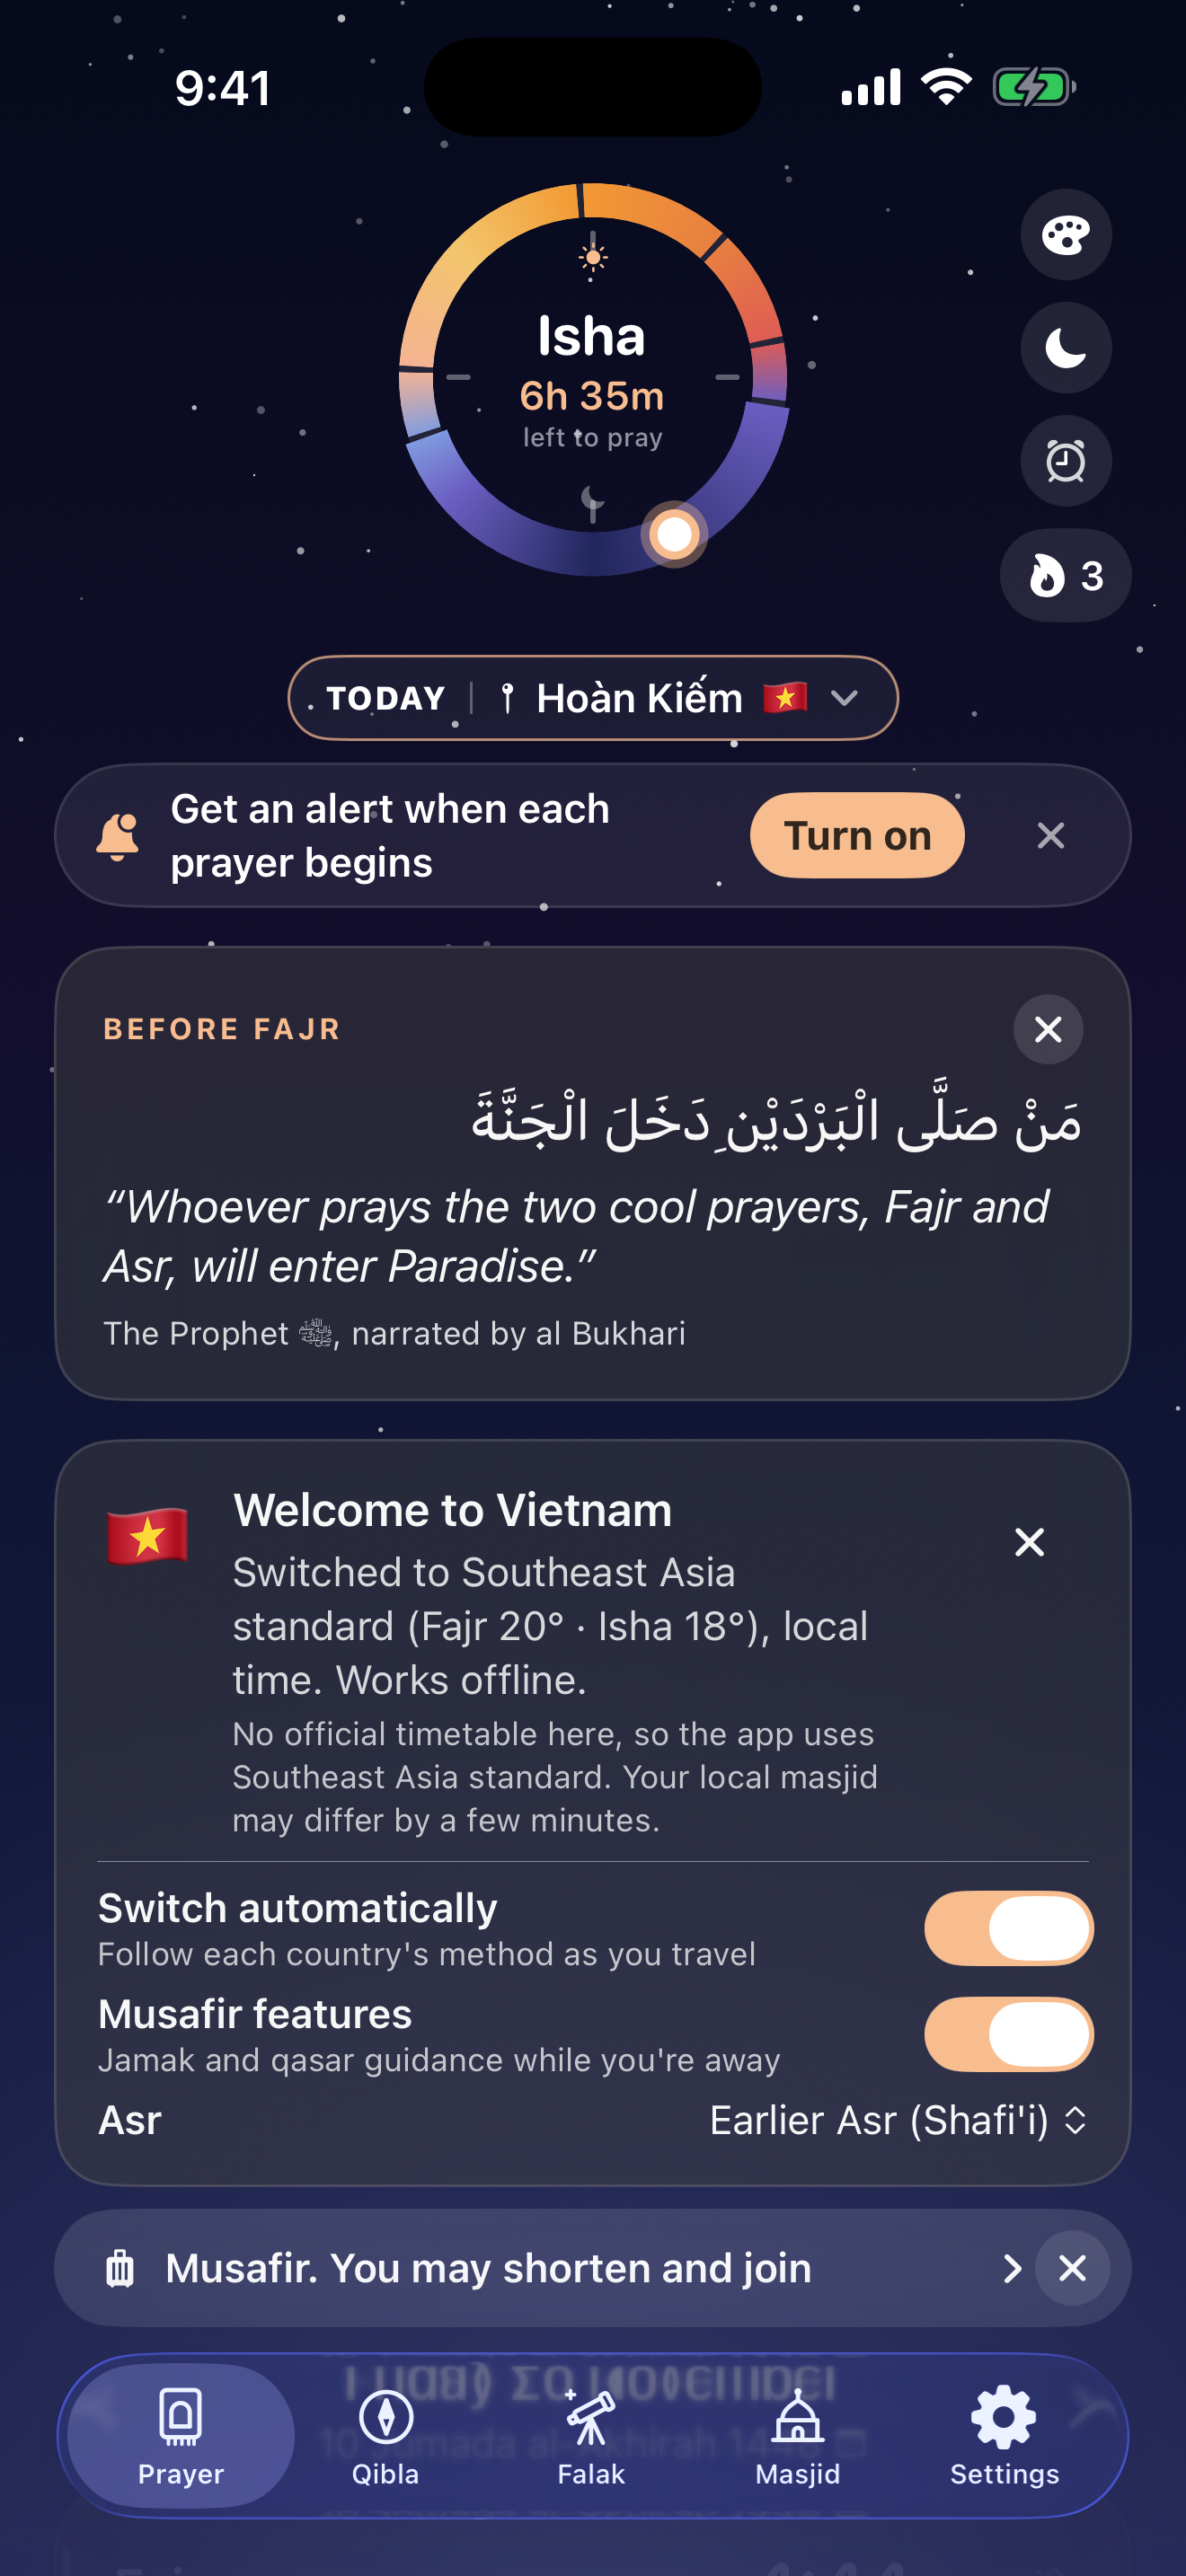 9:41
Isha
6h 35m
left to pray
3
TODAY | Hoàn Kiếm
Get an alert when each
prayer begins
Turn on
BEFORE FAJR
مَنْ صَلَّى الْبَرْدَيْنِ دَخَلَ الْجَنَّةَ
“Whoever prays the two cool prayers, Fajr and
Asr, will enter Paradise.”
The Prophet ﷺ, narrated by al Bukhari
Welcome to Vietnam
Switched to Southeast Asia
standard (Fajr 20° · Isha 18°), local
time. Works offline.
No official timetable here, so the app uses
Southeast Asia standard. Your local masjid
may differ by a few minutes.
Switch automatically
Follow each country's method as you travel
Musafir features
Jamak and qasar guidance while you're away
Asr
Earlier Asr (Shafi'i)
Musafir. You may shorten and join
Prayer
Qibla
Falak
Masjid
Settings